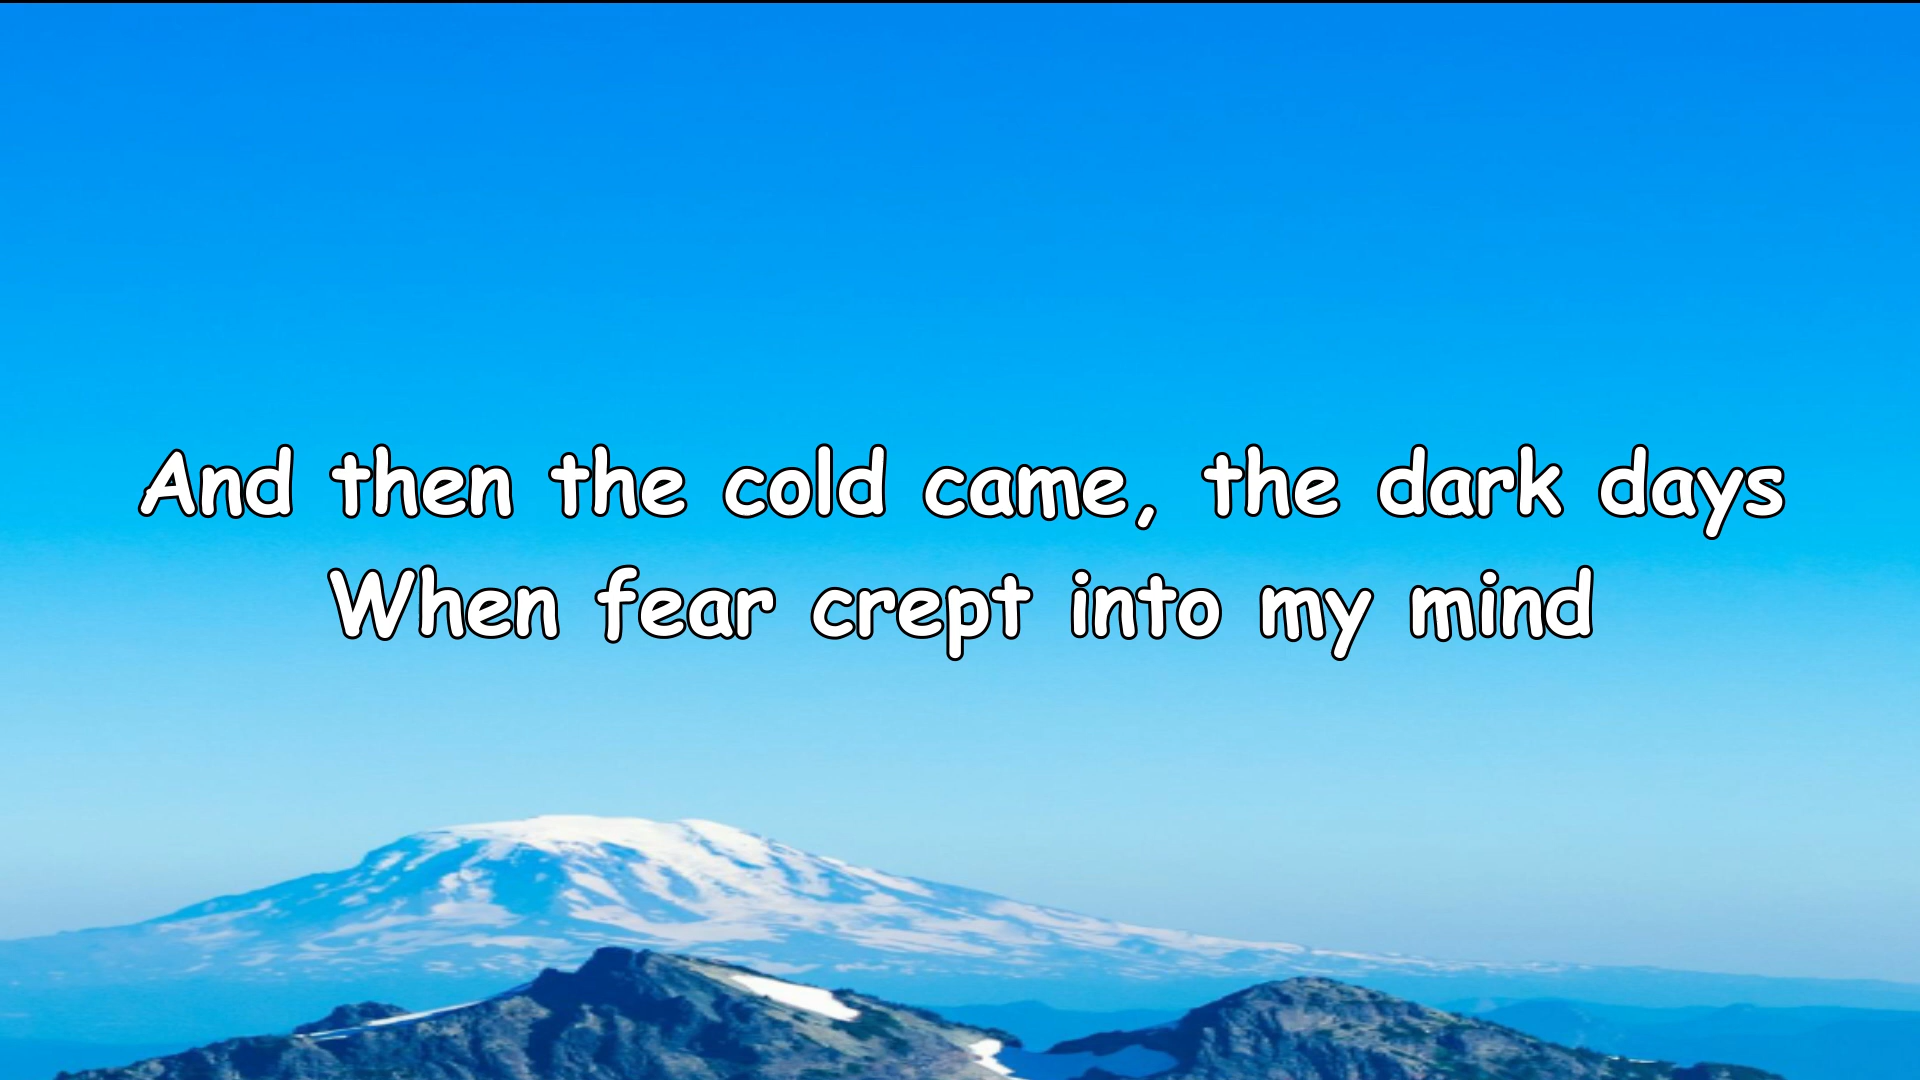 And then the cold came, the dark days
When fear crept into my mind